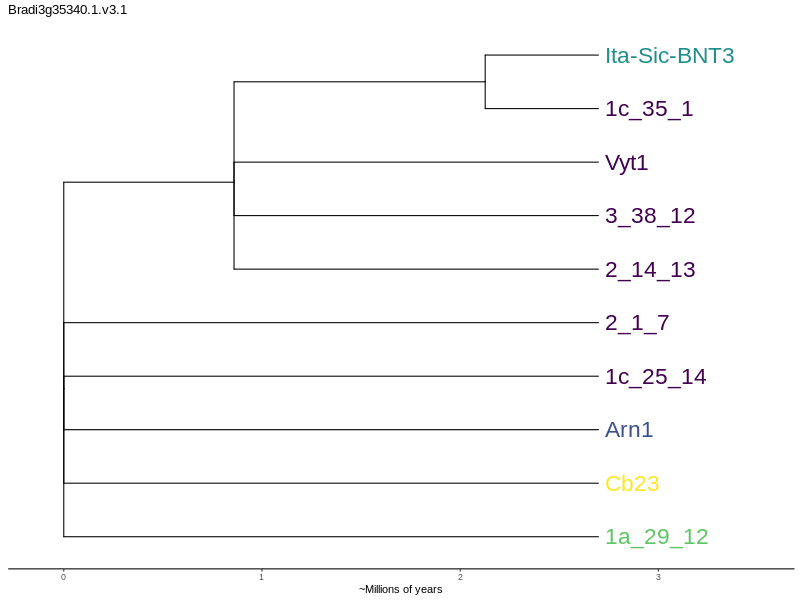 Bradi3g35340.1.v3.1
Ita-Sic-BNT3
1c_35_1
Vyt1
3_38_12
2_14_13
2_1_7
1c_25_14
Arn1
Cb23
1a_29_12
0 1 2 3
~Millions of years